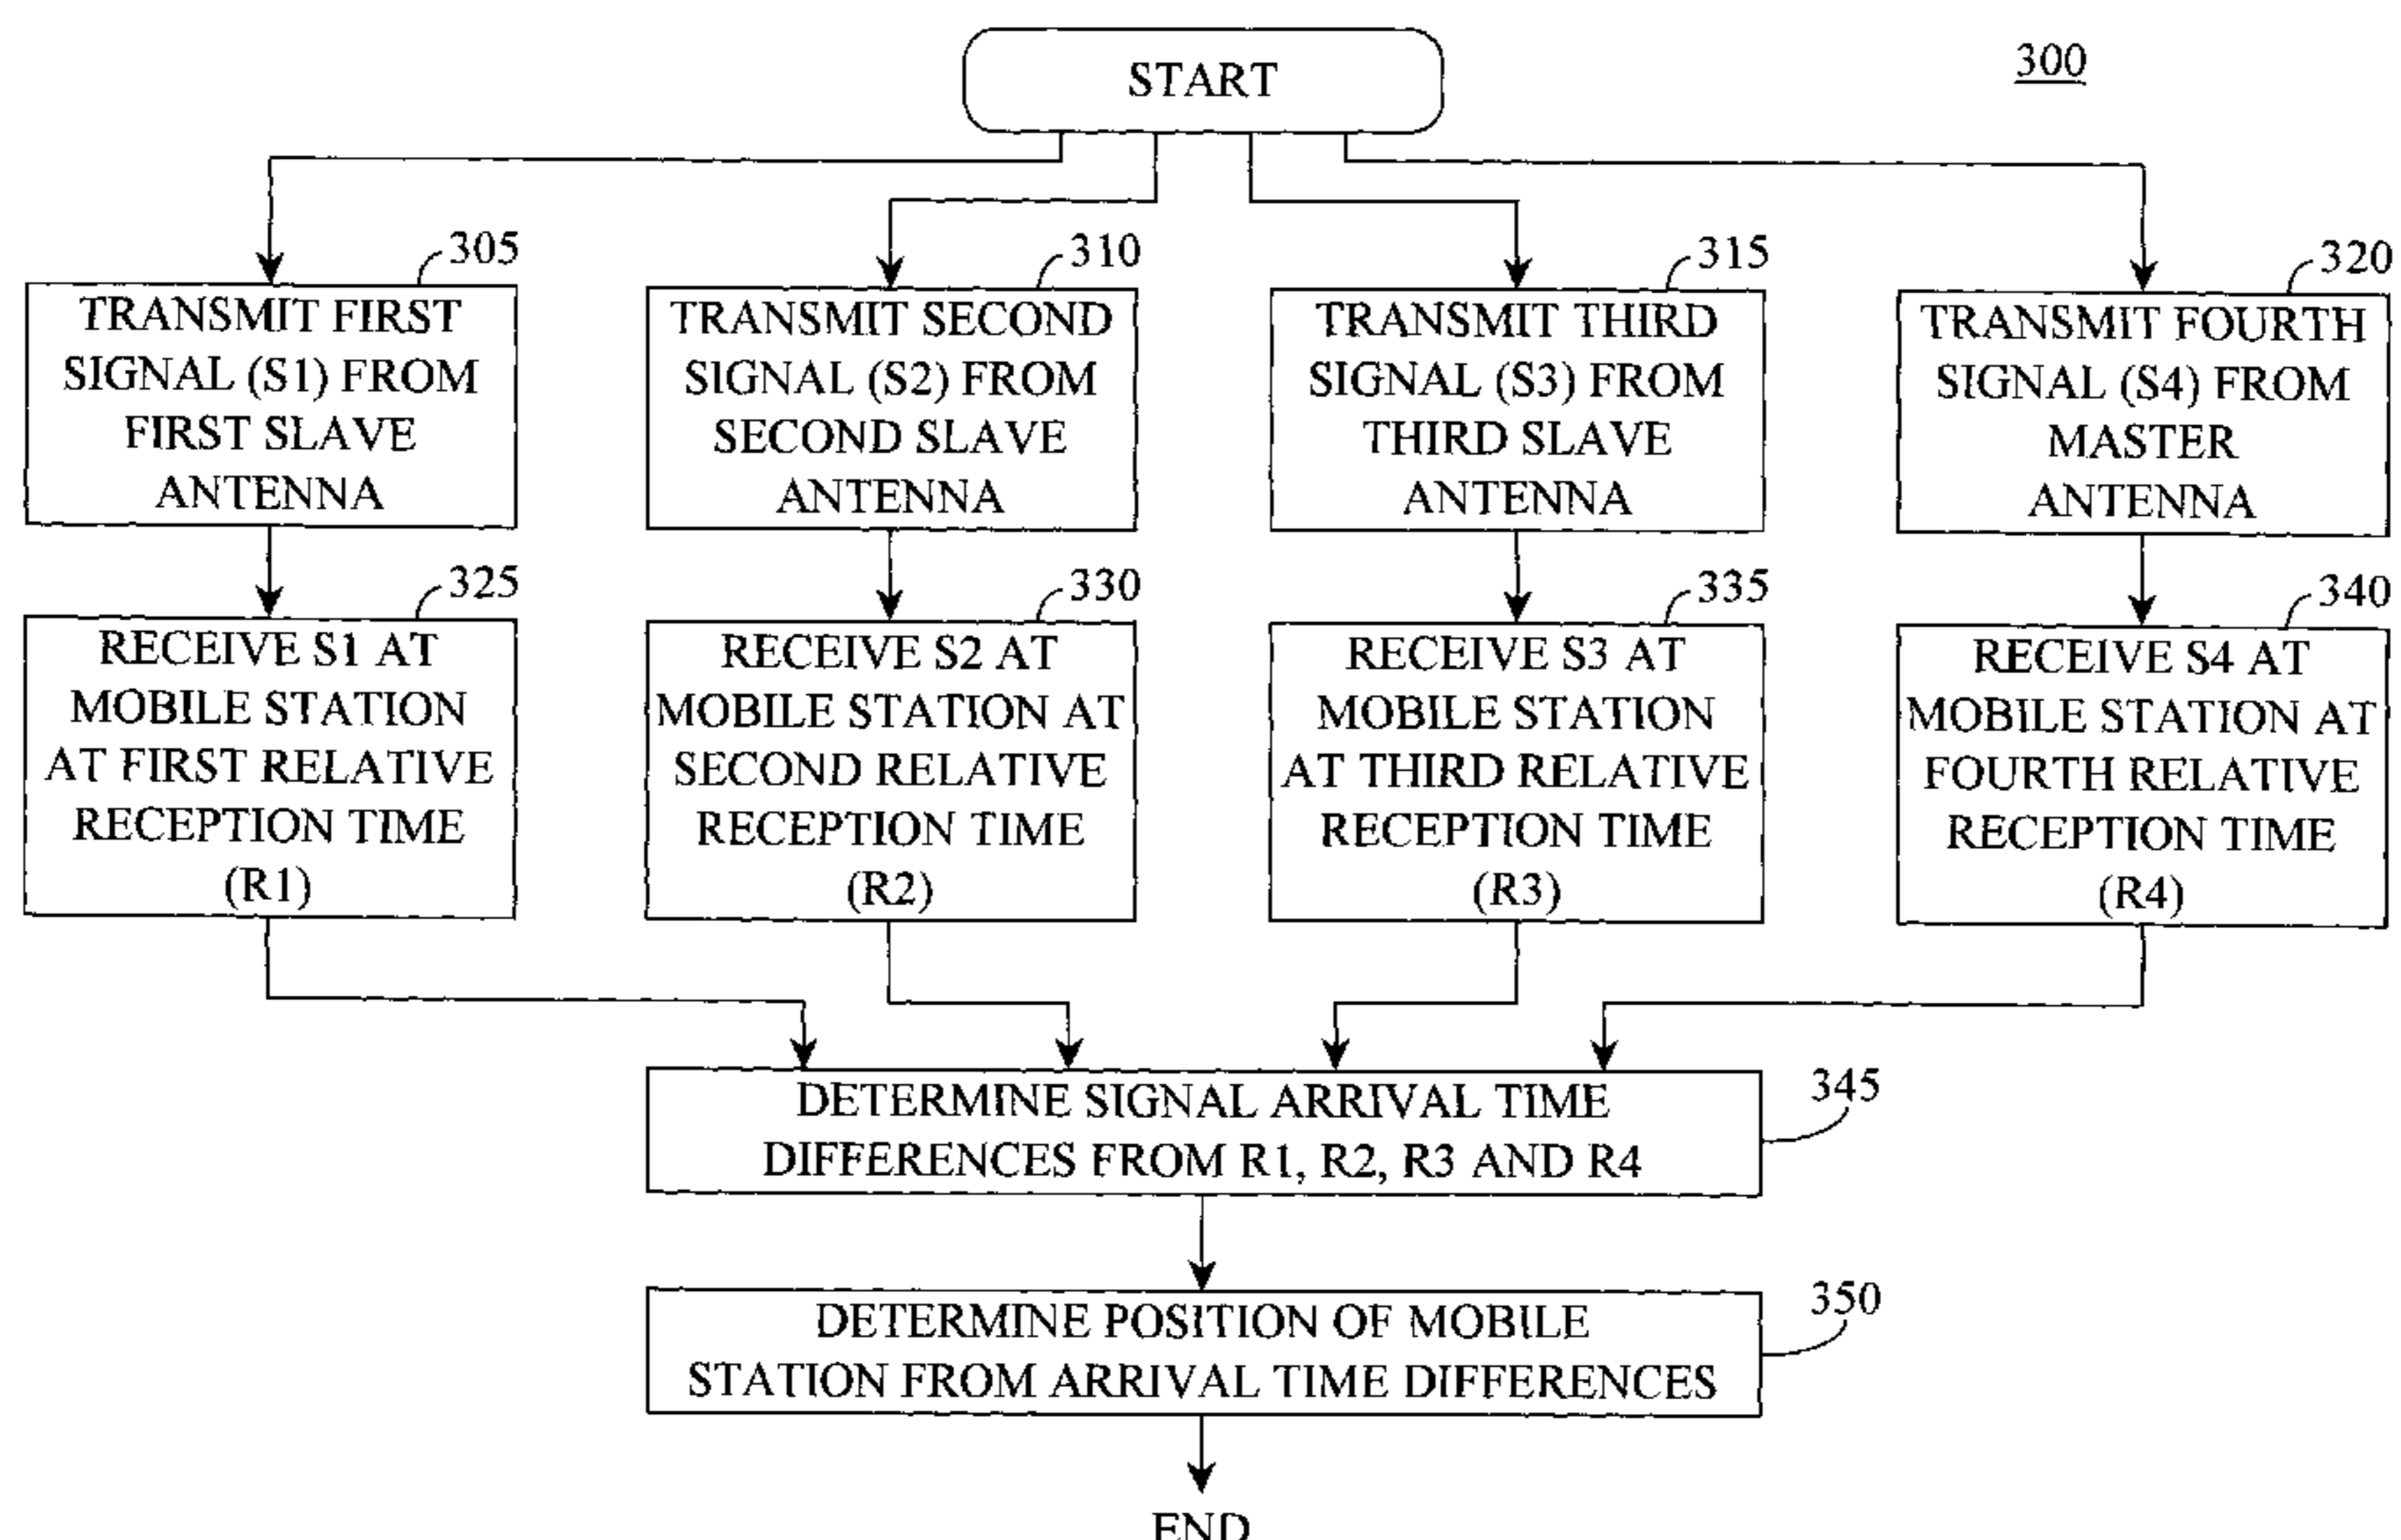 START
300
305
TRANSMIT FIRST
SIGNAL (S1) FROM
FIRST SLAVE
ANTENNA
310
TRANSMIT SECOND
SIGNAL (S2) FROM
SECOND SLAVE
ANTENNA
315
TRANSMIT THIRD
SIGNAL (S3) FROM
THIRD SLAVE
ANTENNA
320
TRANSMIT FOURTH
SIGNAL (S4) FROM
MASTER
ANTENNA
325
RECEIVE S1 AT
MOBILE STATION
AT FIRST RELATIVE
RECEPTION TIME
(R1)
330
RECEIVE S2 AT
MOBILE STATION AT
SECOND RELATIVE
RECEPTION TIME
(R2)
335
RECEIVE S3 AT
MOBILE STATION
AT THIRD RELATIVE
RECEPTION TIME
(R3)
340
RECEIVE S4 AT
MOBILE STATION AT
FOURTH RELATIVE
RECEPTION TIME
(R4)
DETERMINE SIGNAL ARRIVAL TIME
DIFFERENCES FROM R1, R2, R3 AND R4
345
DETERMINE POSITION OF MOBILE
STATION FROM ARRIVAL TIME DIFFERENCES
350
END